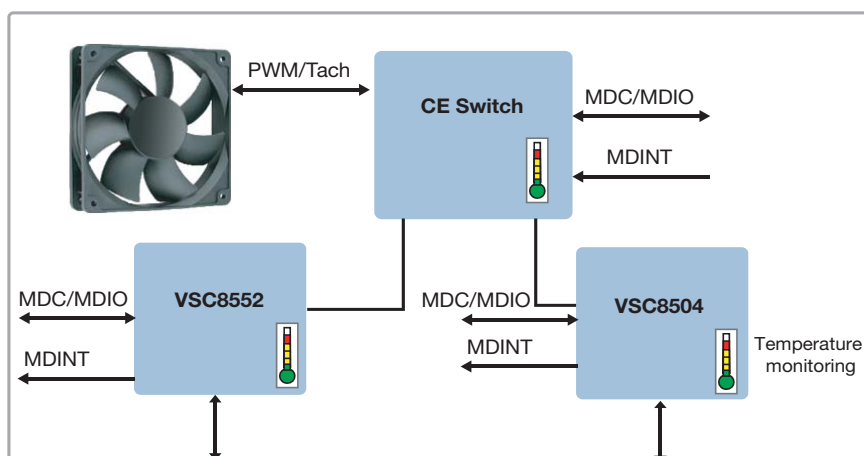 PWM/Tach
CE Switch
MDC/MDIO
MDINT
MDC/MDIO
VSC8552
MDINT
MDC/MDIO
VSC8504
MDINT
Temperature
monitoring